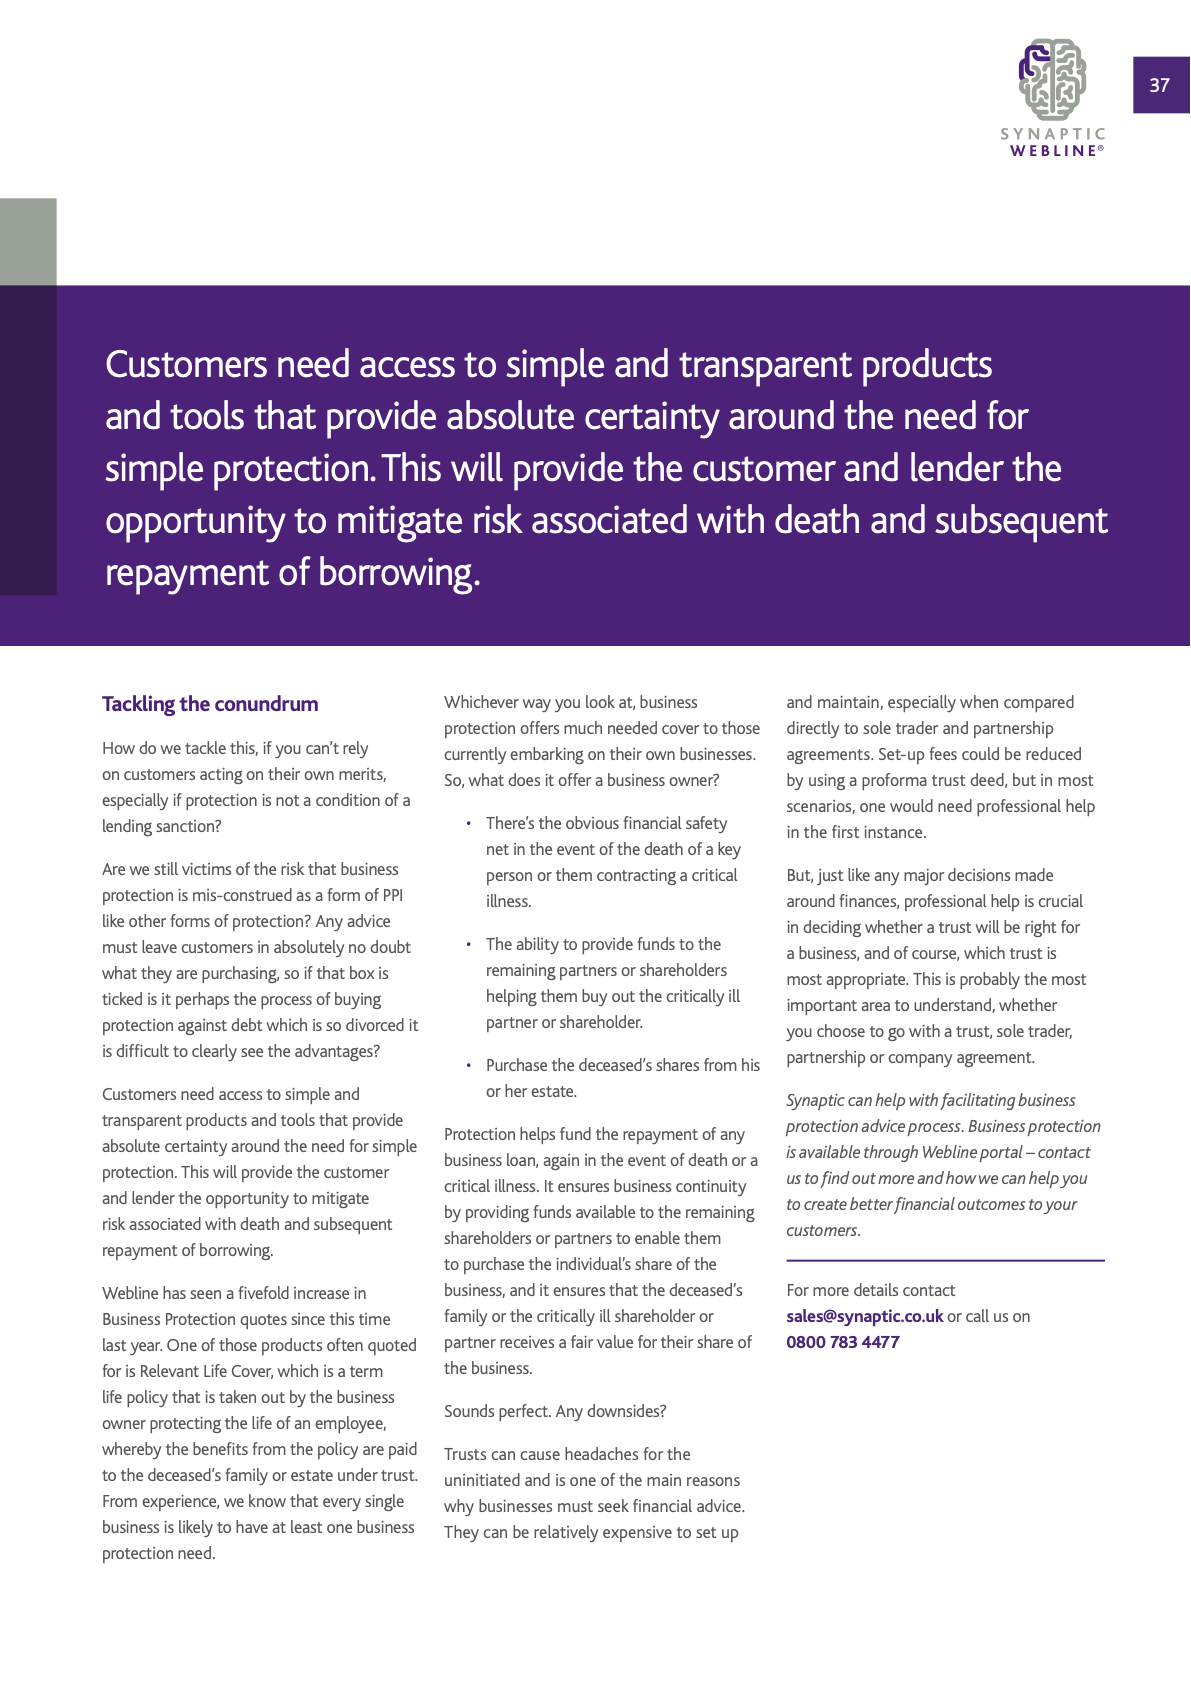 SYNAPTIC
WEBLINE®
37
Customers need access to simple and transparent products
and tools that provide absolute certainty around the need for
simple protection. This will provide the customer and lender the
opportunity to mitigate risk associated with death and subsequent
repayment of borrowing.
Tackling the conundrum
How do we tackle this, if you can’t rely
on customers acting on their own merits,
especially if protection is not a condition of a
lending sanction?
Are we still victims of the risk that business
protection is mis-construed as a form of PPI
like other forms of protection? Any advice
must leave customers in absolutely no doubt
what they are purchasing, so if that box is
ticked is it perhaps the process of buying
protection against debt which is so divorced it
is difficult to clearly see the advantages?
Customers need access to simple and
transparent products and tools that provide
absolute certainty around the need for simple
protection. This will provide the customer
and lender the opportunity to mitigate
risk associated with death and subsequent
repayment of borrowing.
Webline has seen a fivefold increase in
Business Protection quotes since this time
last year. One of those products often quoted
for is Relevant Life Cover, which is a term
life policy that is taken out by the business
owner protecting the life of an employee,
whereby the benefits from the policy are paid
to the deceased’s family or estate under trust.
From experience, we know that every single
business is likely to have at least one business
protection need.
Whichever way you look at, business
protection offers much needed cover to those
currently embarking on their own businesses.
So, what does it offer a business owner?
• There’s the obvious financial safety
net in the event of the death of a key
person or them contracting a critical
illness.
• The ability to provide funds to the
remaining partners or shareholders
helping them buy out the critically ill
partner or shareholder.
• Purchase the deceased’s shares from his
or her estate.
Protection helps fund the repayment of any
business loan, again in the event of death or a
critical illness. It ensures business continuity
by providing funds available to the remaining
shareholders or partners to enable them
to purchase the individual’s share of the
business, and it ensures that the deceased’s
family or the critically ill shareholder or
partner receives a fair value for their share of
the business.
Sounds perfect. Any downsides?
Trusts can cause headaches for the
uninitiated and is one of the main reasons
why businesses must seek financial advice.
They can be relatively expensive to set up
and maintain, especially when compared
directly to sole trader and partnership
agreements. Set-up fees could be reduced
by using a proforma trust deed, but in most
scenarios, one would need professional help
in the first instance.
But, just like any major decisions made
around finances, professional help is crucial
in deciding whether a trust will be right for
a business, and of course, which trust is
most appropriate. This is probably the most
important area to understand, whether
you choose to go with a trust, sole trader,
partnership or company agreement.
Synaptic can help with facilitating business
protection advice process. Business protection
is available through Webline portal – contact
us to find out more and how we can help you
to create better financial outcomes to your
customers.
For more details contact
sales@synaptic.co.uk or call us on
0800 783 4477